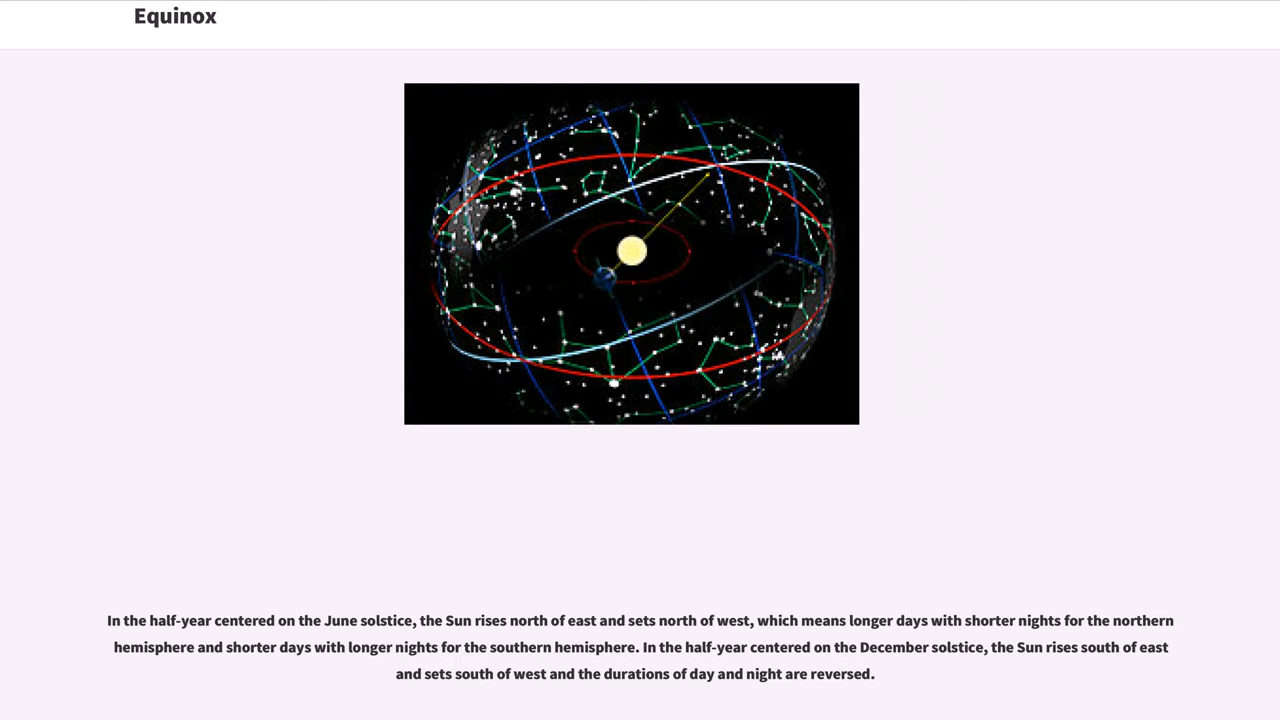 Equinox
In the half-year centered on the June solstice, the Sun rises north of east and sets north of west, which means longer days with shorter nights for the northern
hemisphere and shorter days with longer nights for the southern hemisphere. In the half-year centered on the December solstice, the Sun rises south of east
and sets south of west and the durations of day and night are reversed.